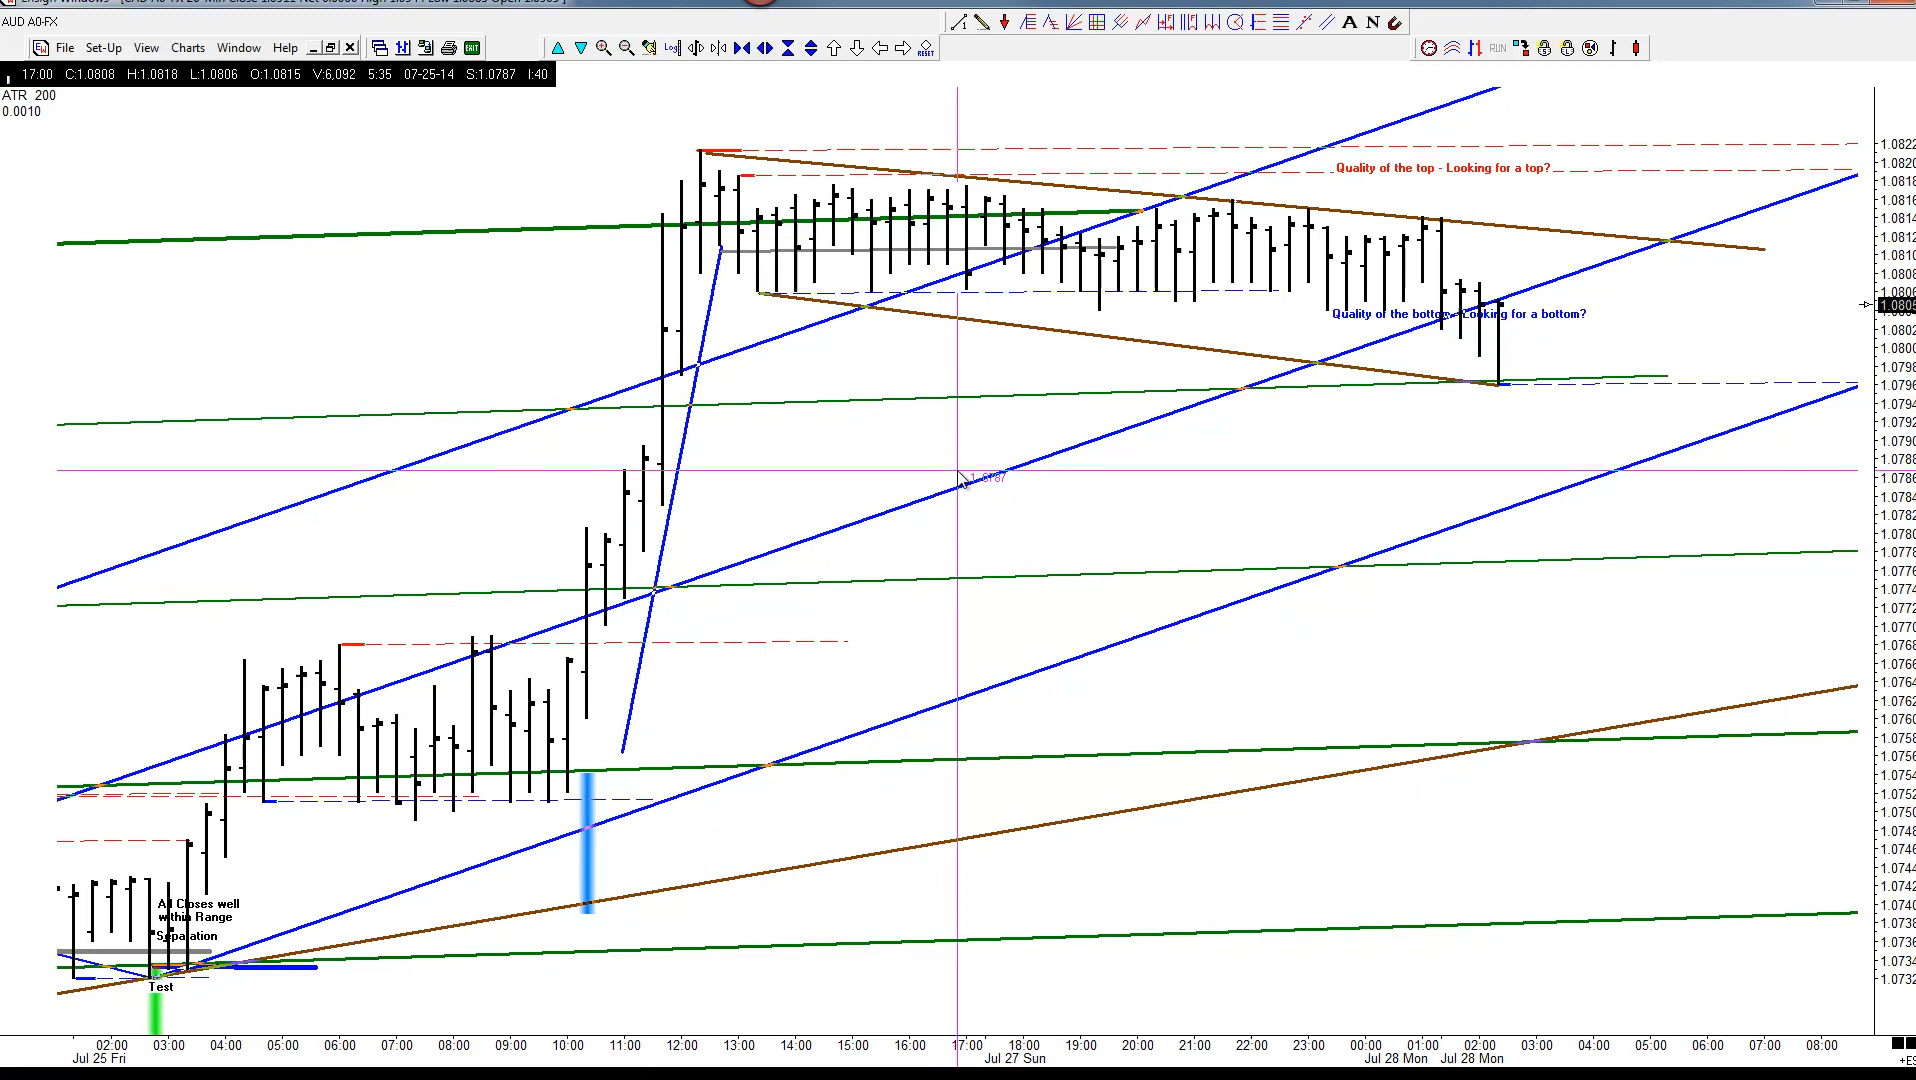 AUD A0-FX
File Set-Up View Charts Window Help
EXIT
Log
RESET
RUN
A N
17:00 C:1.0808 H:1.0818 L:1.0806 O:1.0815 V:6,092 5:35 07-25-14 S:1.0787 I:40
ATR 200
0.0010
Quality of the top - Looking for a top?
Quality of the bottom - Looking for a bottom?
1.0787
All Closes well
within Range
Separation
Test
1.0822
1.0820
1.0818
1.0816
1.0814
1.0812
1.0810
1.0808
1.0806
1.0804
1.0802
1.0800
1.0798
1.0796
1.0794
1.0792
1.0790
1.0788
1.0786
1.0784
1.0782
1.0780
1.0778
1.0776
1.0774
1.0772
1.0770
1.0768
1.0766
1.0764
1.0762
1.0760
1.0758
1.0756
1.0754
1.0752
1.0750
1.0748
1.0746
1.0744
1.0742
1.0740
1.0738
1.0736
1.0734
1.0732
02:00 03:00 04:00 05:00 06:00 07:00 08:00 09:00 10:00 11:00 12:00 13:00 14:00 15:00 16:00 17:00 18:00 19:00 20:00 21:00 22:00 23:00 00:00 01:00 02:00 03:00 04:00 05:00 06:00 07:00 08:00
Jul 25 Fri Jul 27 Sun Jul 28 Mon Jul 28 Mon